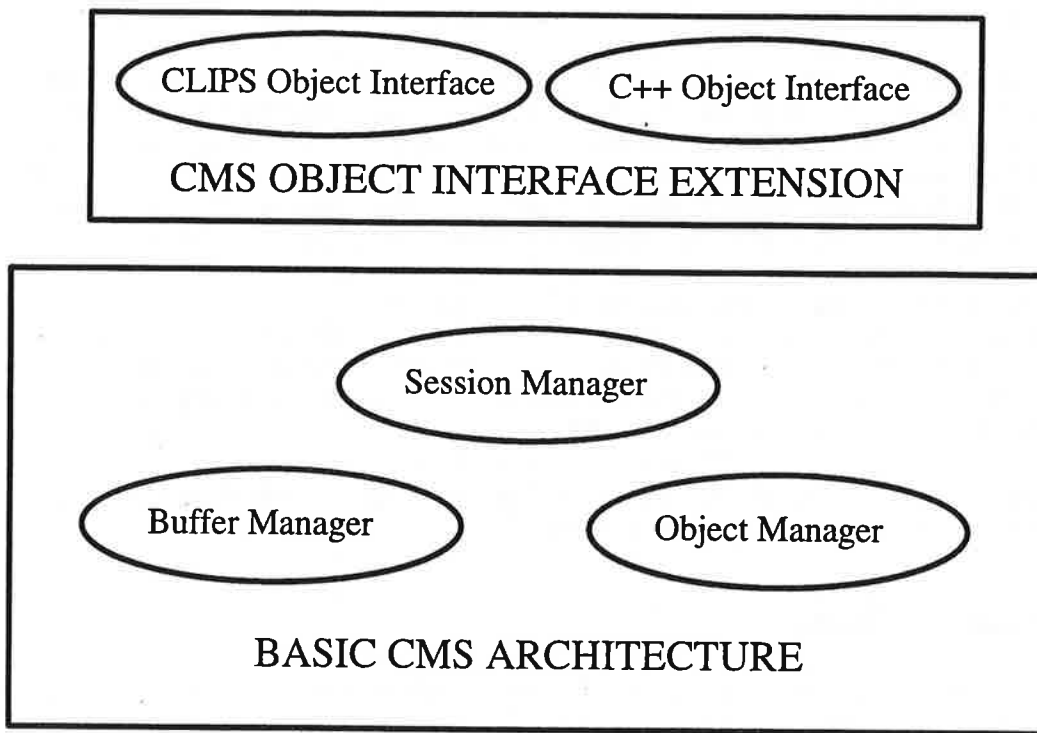 CLIPS Object Interface
C++ Object Interface
CMS OBJECT INTERFACE EXTENSION
Session Manager
Buffer Manager
Object Manager
BASIC CMS ARCHITECTURE